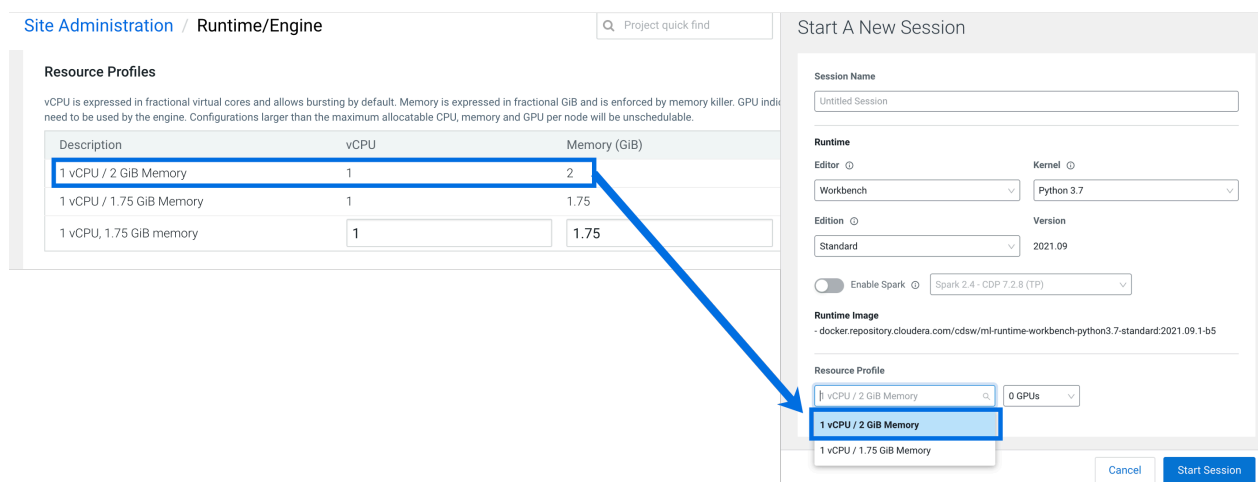 Site Administration / Runtime/Engine
Project quick find
Resource Profiles
vCPU is expressed in fractional virtual cores and allows bursting by default. Memory is expressed in fractional GiB and is enforced by memory killer. GPU
need to be used by the engine. Configurations larger than the maximum allocatable CPU, memory and GPU per node will be unschedulable.
Description vCPU Memory (GiB)
1 vCPU / 2 GiB Memory 1 2
1 vCPU / 1.75 GiB Memory 1 1.75
1 vCPU, 1.75 GiB memory 1 1.75
Start A New Session
Session Name
Untitled Session
Runtime
Editor Kernel
Workbench Python 3.7
Edition Version
Standard 2021.09
Enable Spark Spark 2.4 - CDP 7.2.8 (TP)
Runtime Image
- docker.repository.cloudera.com/cdsw/ml-runtime-workbench-python3.7-standard:2021.09.1-b5
Resource Profile
1 vCPU / 2 GiB Memory 0 GPUs
1 vCPU / 2 GiB Memory
1 vCPU / 1.75 GiB Memory
Cancel Start Session